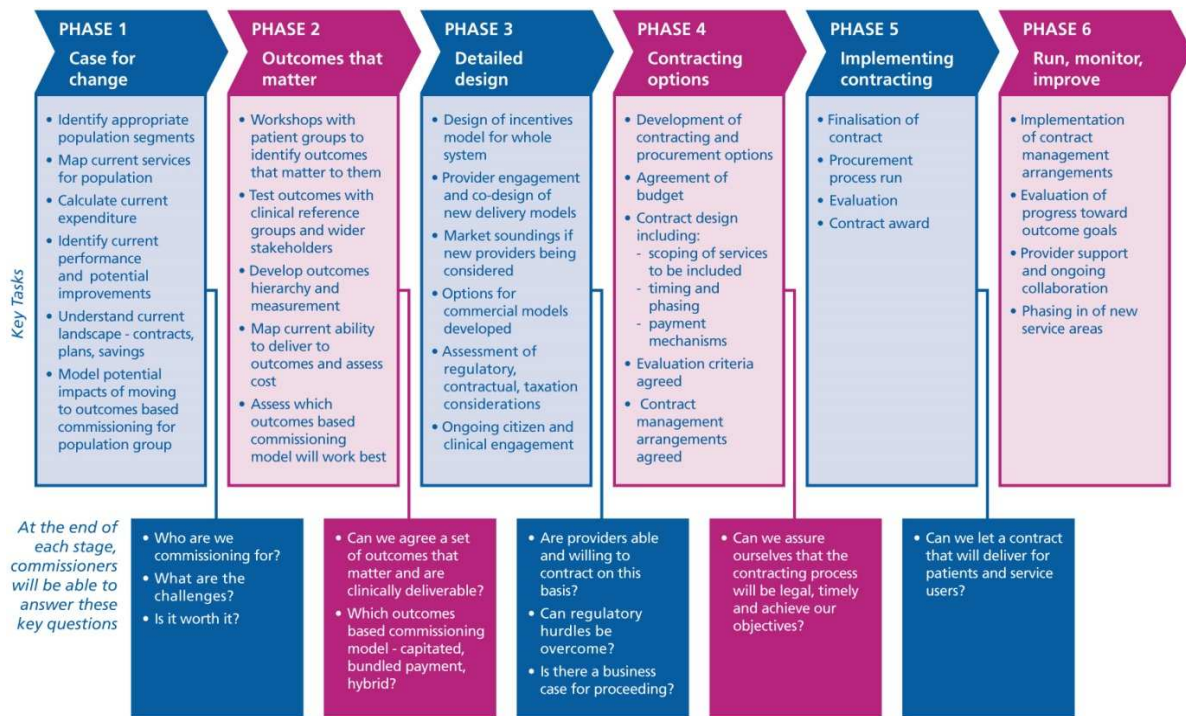 PHASE 1
Case for
change
PHASE 2
Outcomes that
matter
PHASE 3
Detailed
design
PHASE 4
Contracting
options
PHASE 5
Implementing
contracting
PHASE 6
Run, monitor,
improve
Key Tasks
• Identify appropriate
population segments
• Map current services
for population
• Calculate current
expenditure
• Identify current
performance
and potential
improvements
• Understand current
landscape - contracts,
plans, savings
• Model potential
impacts of moving
to outcomes based
commissioning for
population group
• Workshops with
patient groups to
identify outcomes
that matter to them
• Test outcomes with
clinical reference
groups and wider
stakeholders
• Develop outcomes
hierarchy and
measurement
• Map current ability
to deliver to
outcomes and assess
cost
• Assess which
outcomes based
commissioning
model will work best
• Design of incentives
model for whole
system
• Provider engagement
and co-design of
new delivery models
• Market soundings if
new providers being
considered
• Options for
commercial models
developed
• Assessment of
regulatory,
contractual, taxation
considerations
• Ongoing citizen and
clinical engagement
• Development of
contracting and
procurement options
• Agreement of
budget
• Contract design
including:
- scoping of services
to be included
- timing and
phasing
- payment
mechanisms
• Evaluation criteria
agreed
• Contract
management
arrangements
agreed
• Finalisation of
contract
• Procurement
process run
• Evaluation
• Contract award
• Implementation
of contract
management
arrangements
• Evaluation of
progress toward
outcome goals
• Provider support
and ongoing
collaboration
• Phasing in of new
service areas
At the end of
each stage,
commissioners
will be able to
answer these
key questions
• Who are we
commissioning for?
• What are the
challenges?
• Is it worth it?
• Can we agree a set
of outcomes that
matter and are
clinically deliverable?
• Which outcomes
based commissioning
model - capitated,
bundled payment,
hybrid?
• Are providers able
and willing to
contract on this
basis?
• Can regulatory
hurdles be
overcome?
• Is there a business
case for proceeding?
• Can we assure
ourselves that the
contracting process
will be legal, timely
and achieve our
objectives?
• Can we let a contract
that will deliver for
patients and service
users?